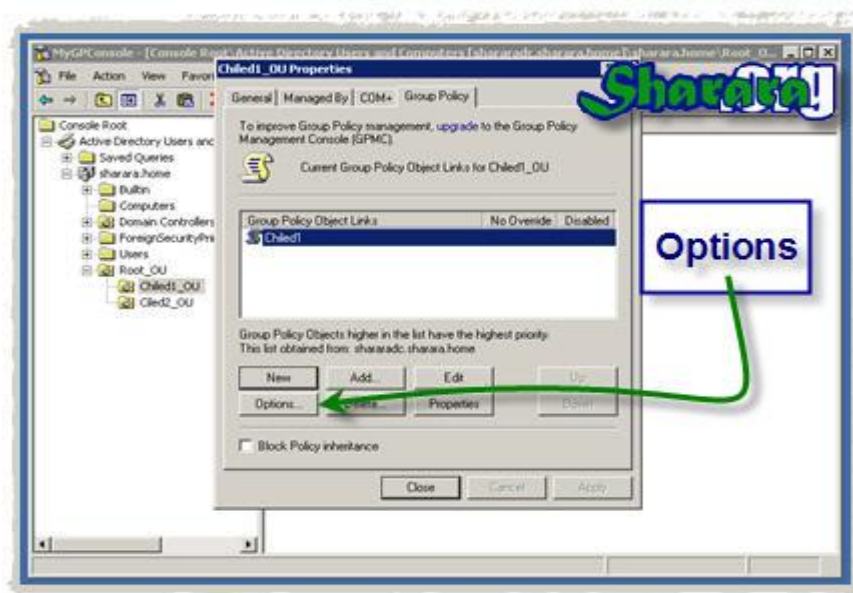 MyGPConsole - [Console Root\Active Directory Users and Computers [shararadc.sharara.home]\sharara.home\Root_O...
File Action View Favori
Sharara.org
Chiled1_OU Properties
General Managed By COM+ Group Policy
To improve Group Policy management, upgrade to the Group Policy
Management Console (GPMC).
Current Group Policy Object Links for Chiled1_OU
Console Root
Active Directory Users and
Saved Queries
sharara.home
Builtin
Computers
Domain Controllers
ForeignSecurityPrin
Users
Root_OU
Chiled1_OU
Ciled2_OU
Group Policy Object Links No Override Disabled
Chiled1
Options
Group Policy Objects higher in the list have the highest priority.
This list obtained from: shararadc.sharara.home
New Add... Edit Up
Options... Delete... Properties Down
Block Policy inheritance
Close Cancel Apply